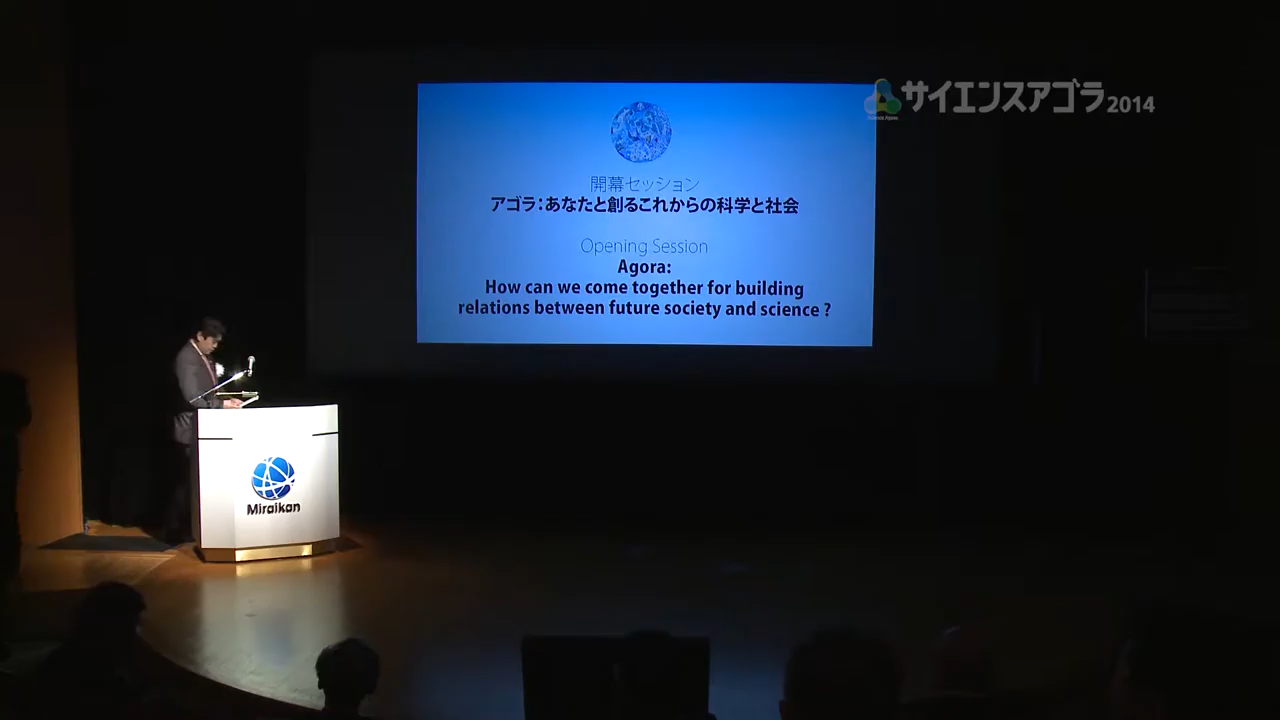 サイエンスアゴラ2014
開幕セッション
アゴラ：あなたと創るこれからの科学と社会
Opening Session
Agora:
How can we come together for building
relations between future society and science ?
Miraikan